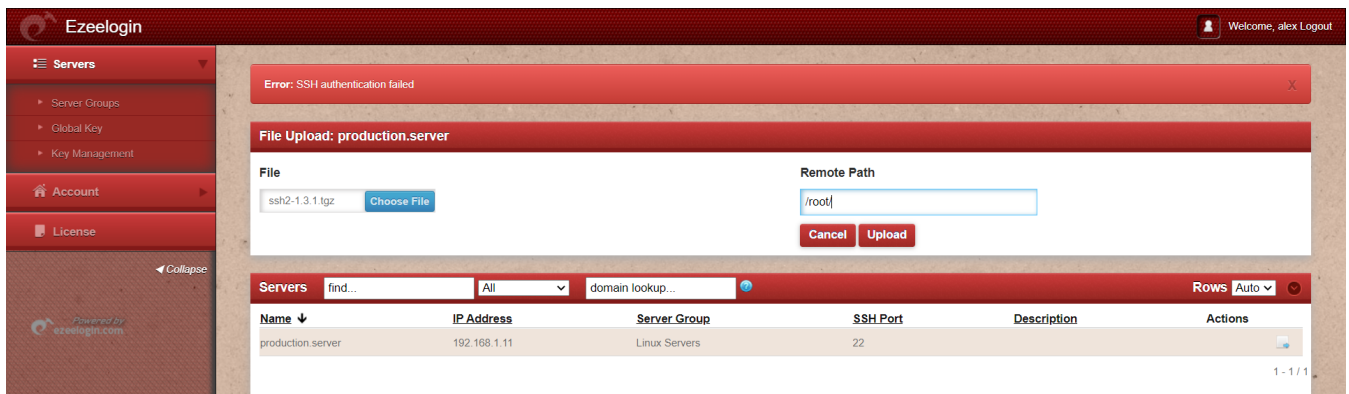 Ezeelogin
Welcome, alex Logout
Servers
Server Groups
Global Key
Key Management
Account
License
Collapse
Powered by
ezeelogin.com
Error: SSH authentication failed
X
File Upload: production.server
File
Remote Path
ssh2-1.3.1.tgz Choose File
/root/
Cancel Upload
Servers find... All domain lookup... ? Rows Auto
Name IP Address Server Group SSH Port Description Actions
production.server 192.168.1.11 Linux Servers 22
1 - 1 / 1